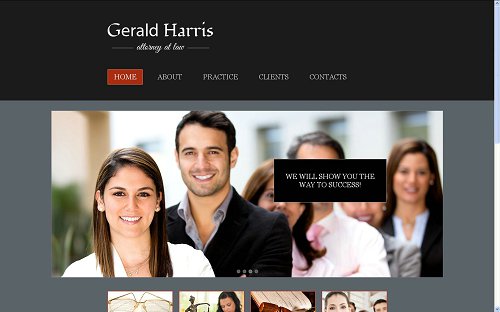 Gerald Harris
attorney at law
HOME ABOUT PRACTICE CLIENTS CONTACTS
WE WILL SHOW YOU THE
WAY TO SUCCESS!